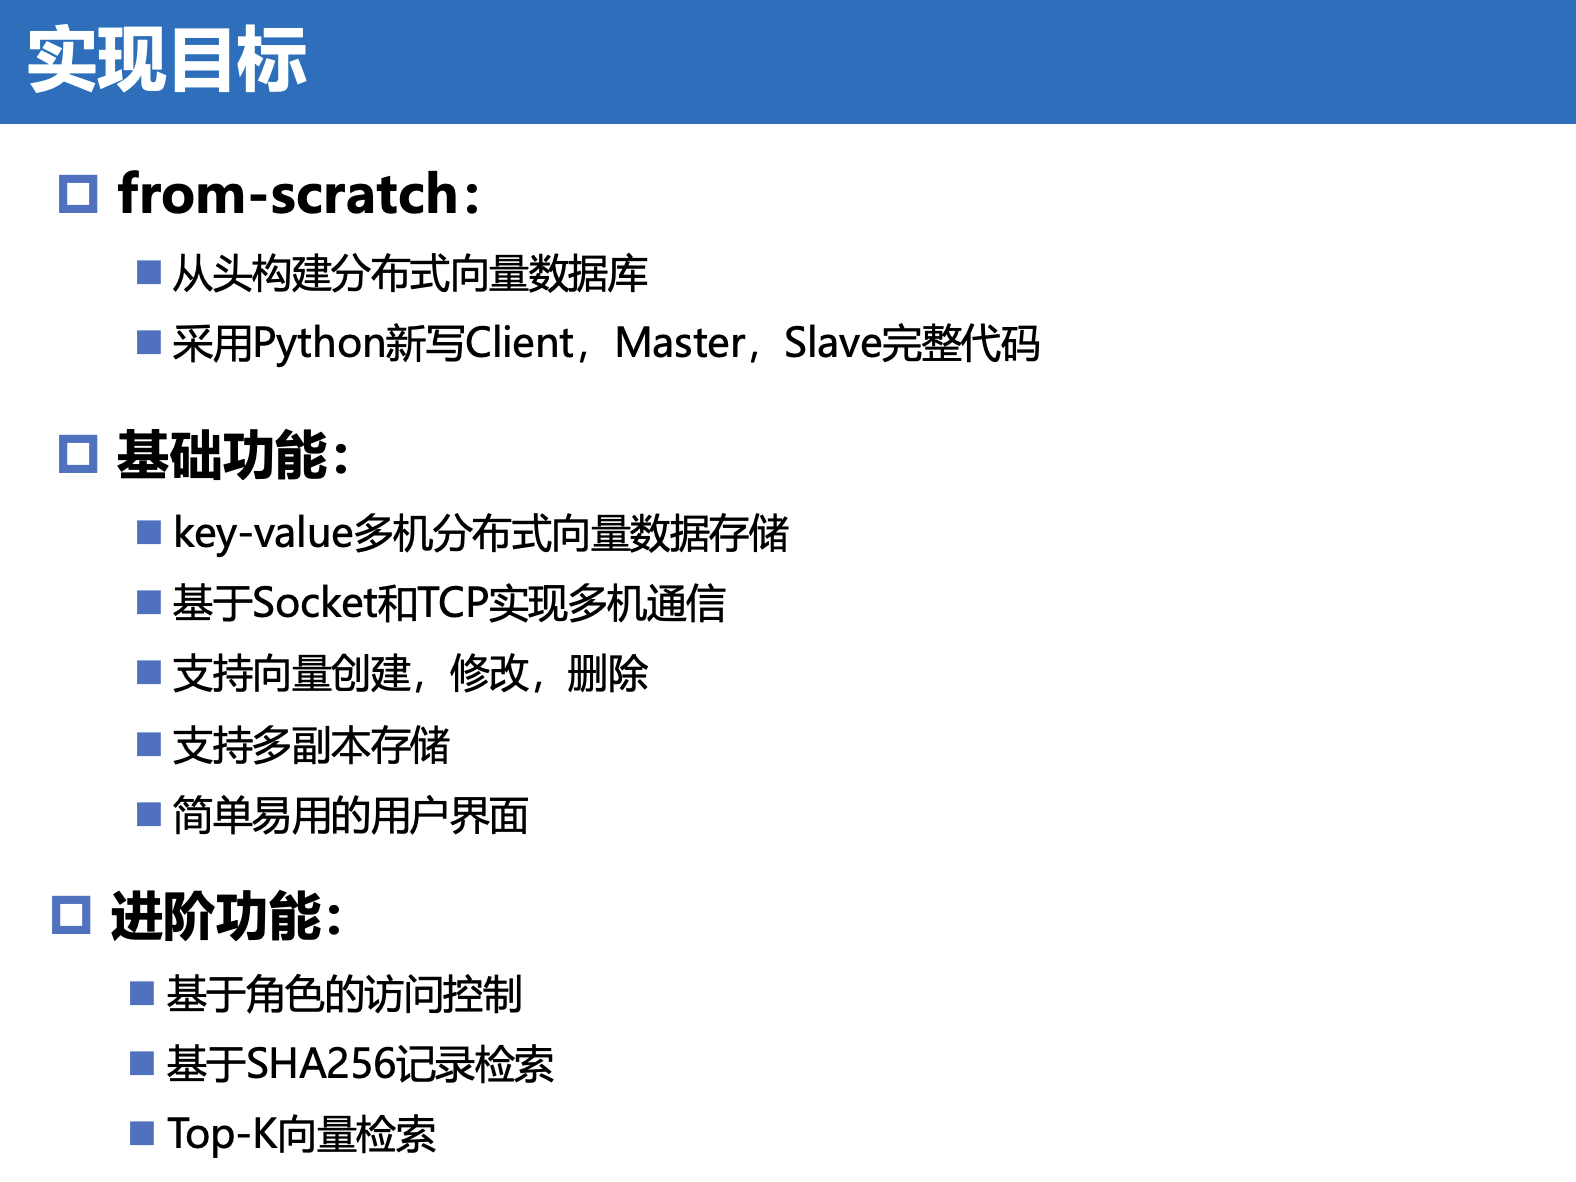 实现目标
from-scratch：
从头构建分布式向量数据库
采用Python新写Client，Master，Slave完整代码
基础功能：
key-value多机分布式向量数据存储
基于Socket和TCP实现多机通信
支持向量创建，修改，删除
支持多副本存储
简单易用的用户界面
进阶功能：
基于角色的访问控制
基于SHA256记录检索
Top-K向量检索